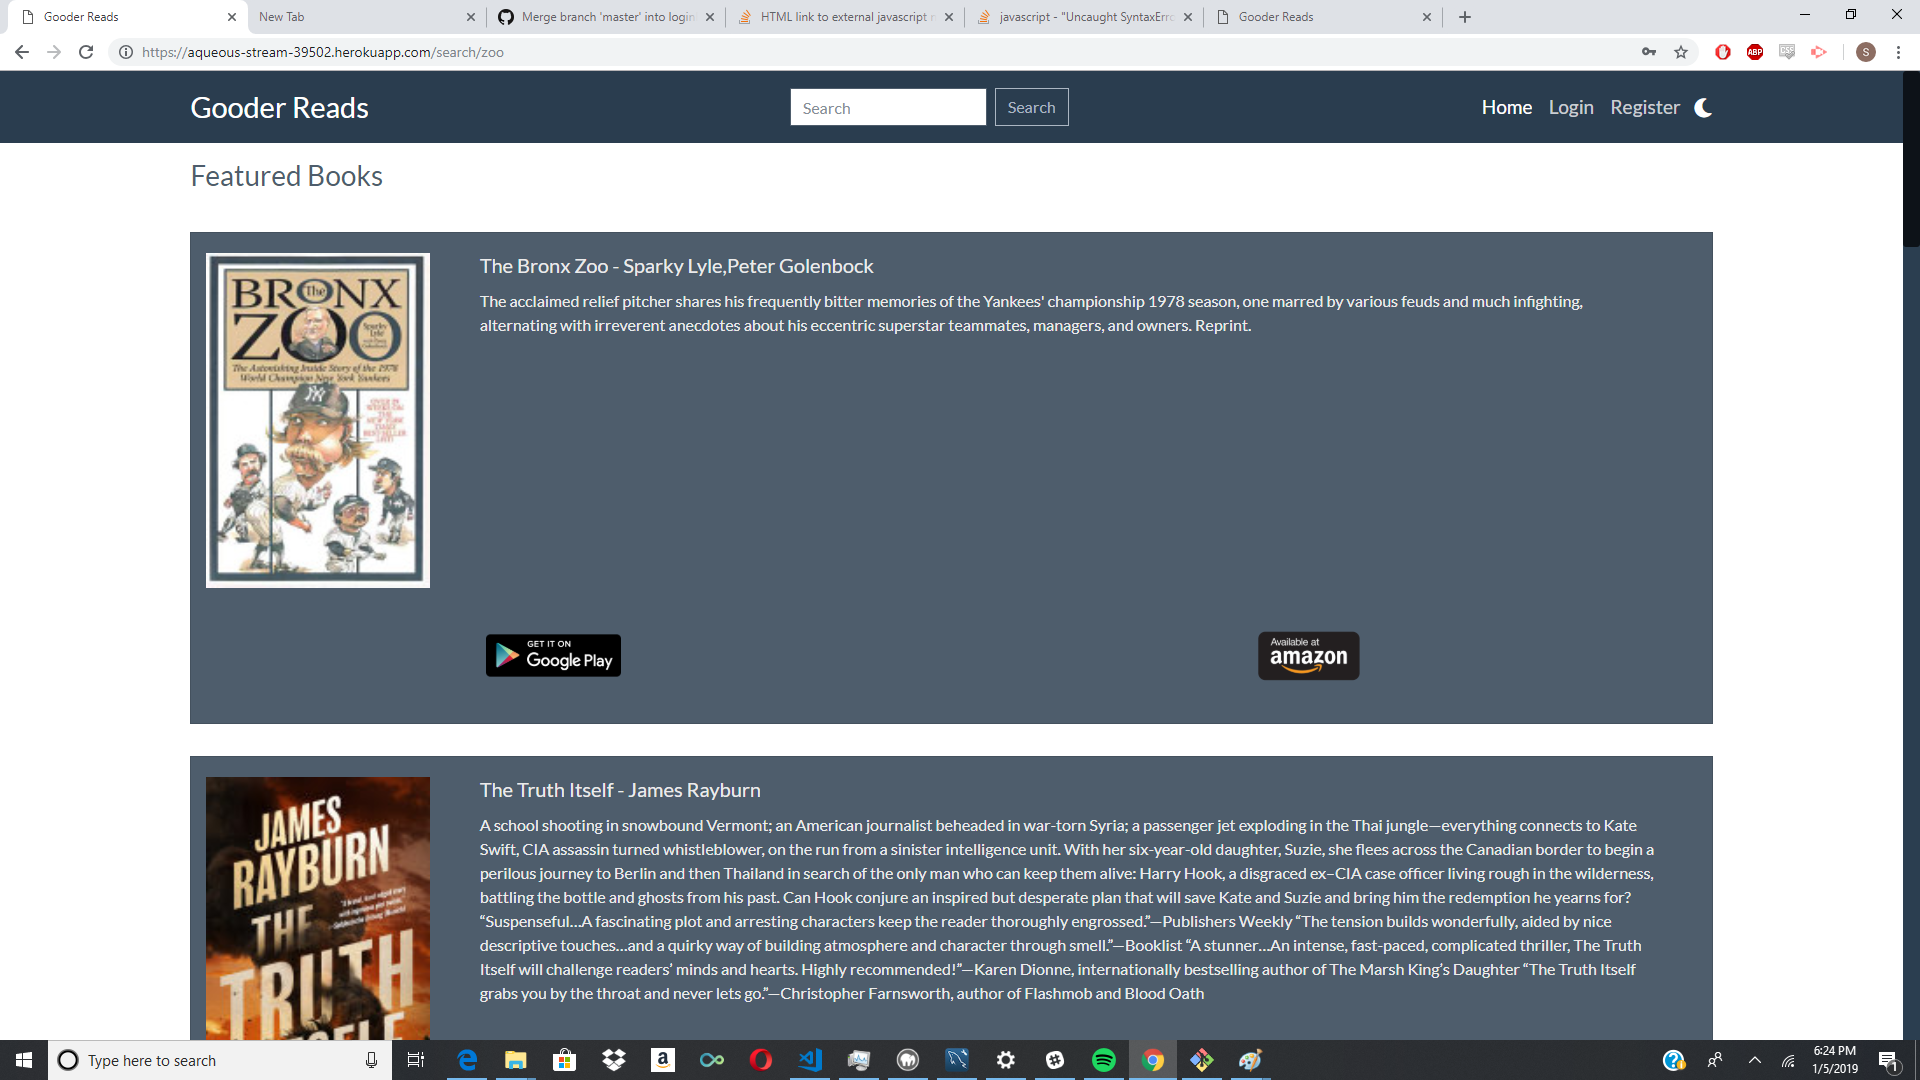 Gooder Reads
New Tab
Merge branch 'master' into login
HTML link to external javascript
javascript - "Uncaught SyntaxErr
Gooder Reads
https://aqueous-stream-39502.herokuapp.com/search/zoo
ABP
CSS
S
Gooder Reads
Search
Search
Home
Login
Register
Featured Books
The
BRONX
ZOO
Sparky Lyle
The Astonishing Inside Story of the 1978
World Champion New York Yankees
The Bronx Zoo - Sparky Lyle,Peter Golenbock
The acclaimed relief pitcher shares his frequently bitter memories of the Yankees' championship 1978 season, one marred by various feuds and much infighting,
alternating with irreverent anecdotes about his eccentric superstar teammates, managers, and owners. Reprint.
GET IT ON
Google Play
Available at
amazon
JAMES
RAYBURN
THE
TRUTH
ITSELF
The Truth Itself - James Rayburn
A school shooting in snowbound Vermont; an American journalist beheaded in war-torn Syria; a passenger jet exploding in the Thai jungle—everything connects to Kate
Swift, CIA assassin turned whistleblower, on the run from a sinister intelligence unit. With her six-year-old daughter, Suzie, she flees across the Canadian border to begin a
perilous journey to Berlin and then Thailand in search of the only man who can keep them alive: Harry Hook, a disgraced ex–CIA case officer living rough in the wilderness,
battling the bottle and ghosts from his past. Can Hook conjure an inspired but desperate plan that will save Kate and Suzie and bring him the redemption he yearns for?
“Suspenseful…A fascinating plot and arresting characters keep the reader thoroughly engrossed.”—Publishers Weekly “The tension builds wonderfully, aided by nice
descriptive touches…and a quirky way of building atmosphere and character through smell.”—Booklist “A stunner…An intense, fast-paced, complicated thriller, The Truth
Itself will challenge readers’ minds and hearts. Highly recommended!”—Karen Dionne, internationally bestselling author of The Marsh King’s Daughter “The Truth Itself
grabs you by the throat and never lets go.”—Christopher Farnsworth, author of Flashmob and Blood Oath
Type here to search
6:24 PM
1/5/2019
1